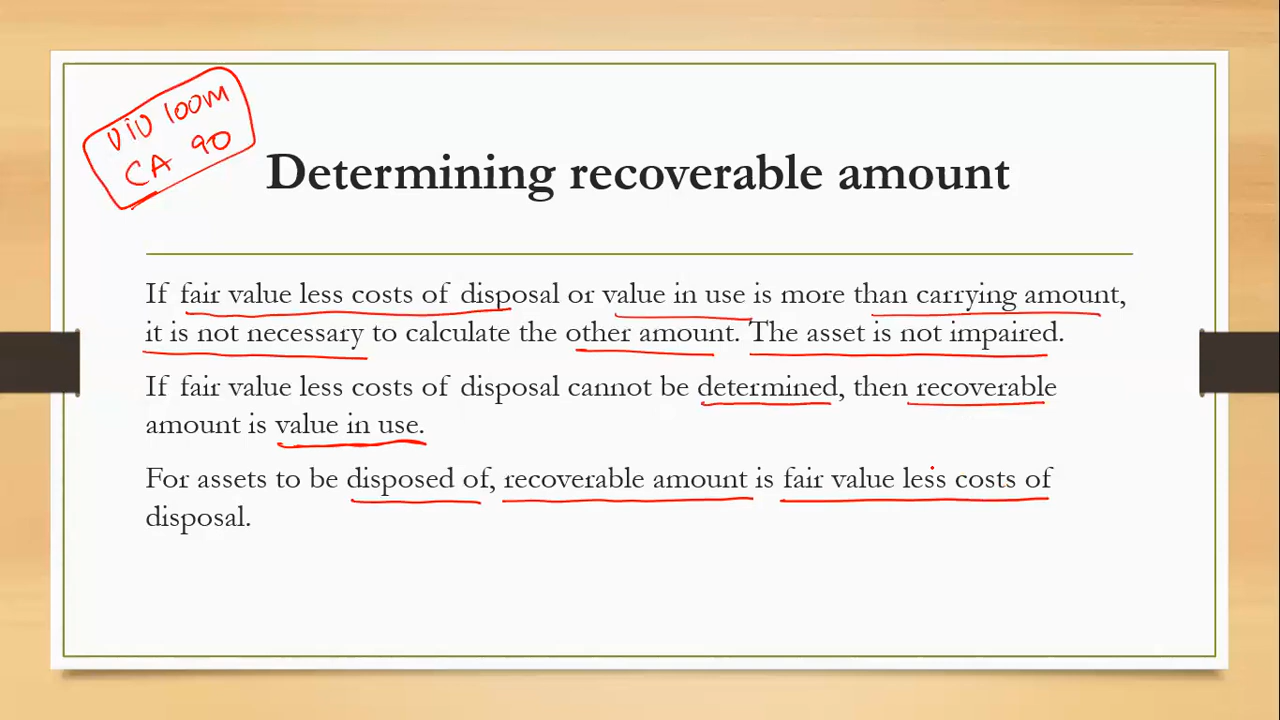 VIU 100M
CA 90
Determining recoverable amount
If fair value less costs of disposal or value in use is more than carrying amount,
it is not necessary to calculate the other amount. The asset is not impaired.
If fair value less costs of disposal cannot be determined, then recoverable
amount is value in use.
For assets to be disposed of, recoverable amount is fair value less costs of
disposal.